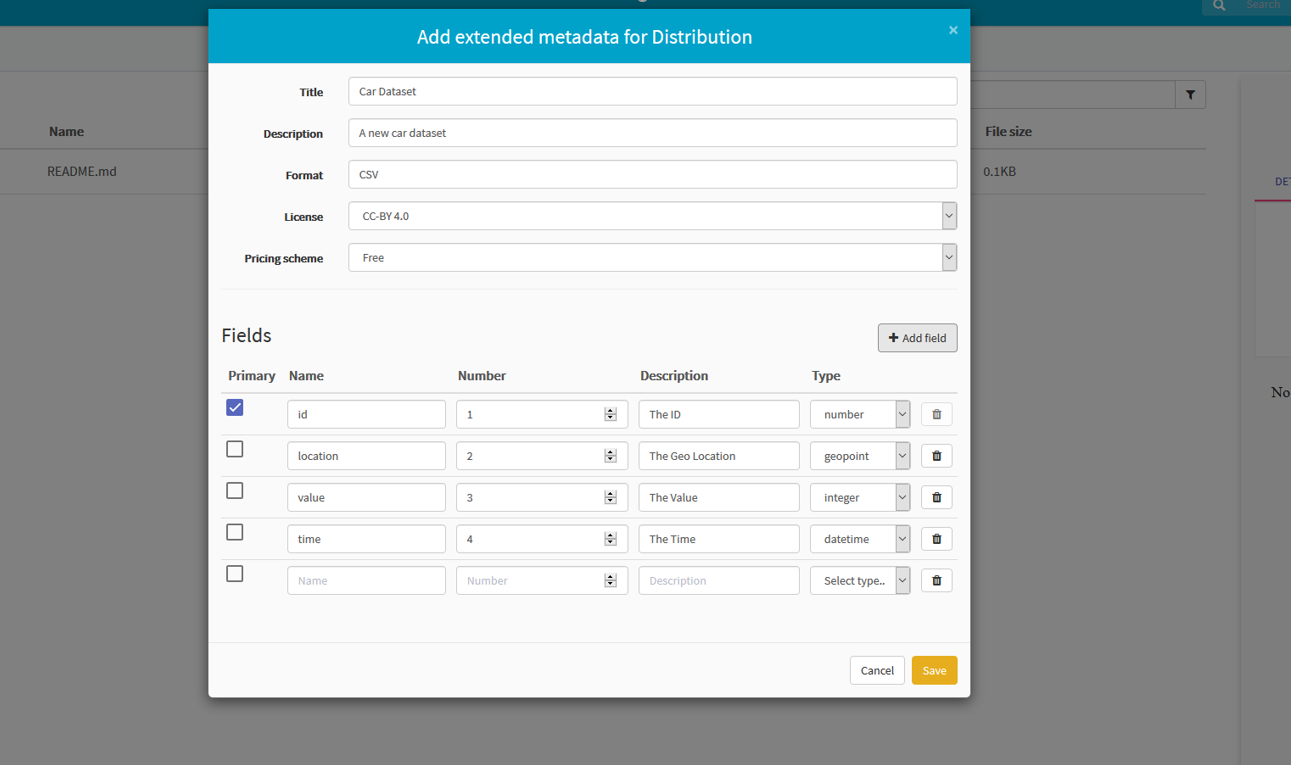 Search
Add extended metadata for Distribution
×
Title
Car Dataset
Description
A new car dataset
Name
File size
Format
CSV
README.md
0.1KB
DE
License
CC-BY 4.0
Pricing scheme
Free
Fields
+ Add field
Primary Name Number Description Type
No
id 1 The ID number
location 2 The Geo Location geopoint
value 3 The Value integer
time 4 The Time datetime
Name Number Description Select type..
Cancel Save